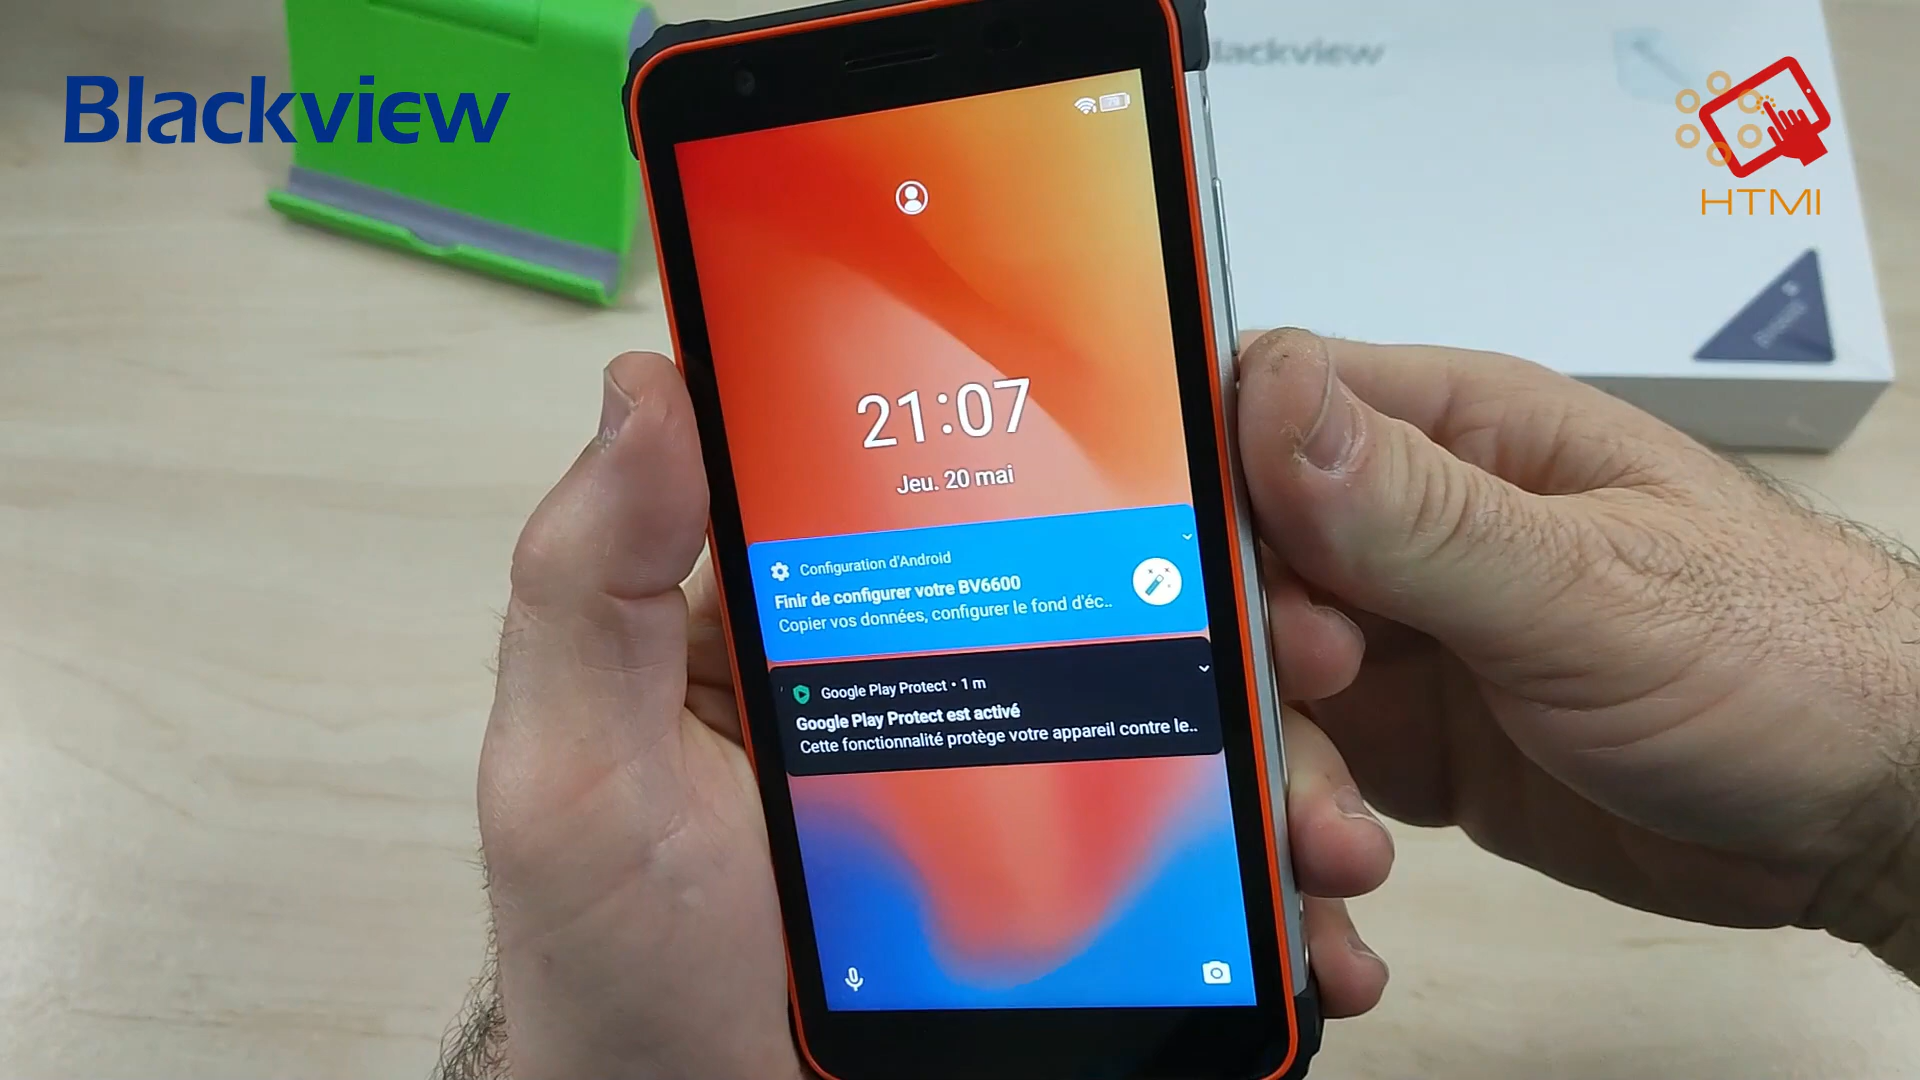 Blackview
Blackview
HTMI
21:07
Jeu. 20 mai
Configuration d'Android
Finir de configurer votre BV6600
Copier vos données, configurer le fond d'éc..
Google Play Protect • 1 m
Google Play Protect est activé
Cette fonctionnalité protège votre appareil contre le..